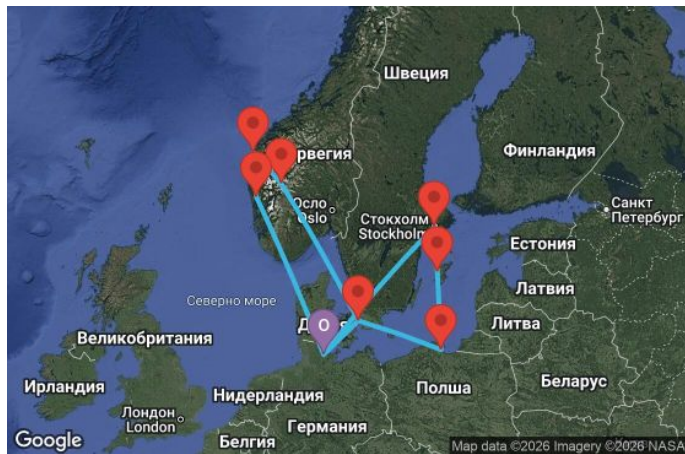 Швеция
Финландия
рвегия
Осло
Oslo
Стокхолм
Stockholm
Санкт
Петербург
Естония
Латвия
Литва
Северно море
Д
Великобритания
Ирландия
Лондон
London
Нидерландия
Белгия
Германия
Полша
Беларус
O
Google
Map data ©2026 Imagery ©2026 NASA